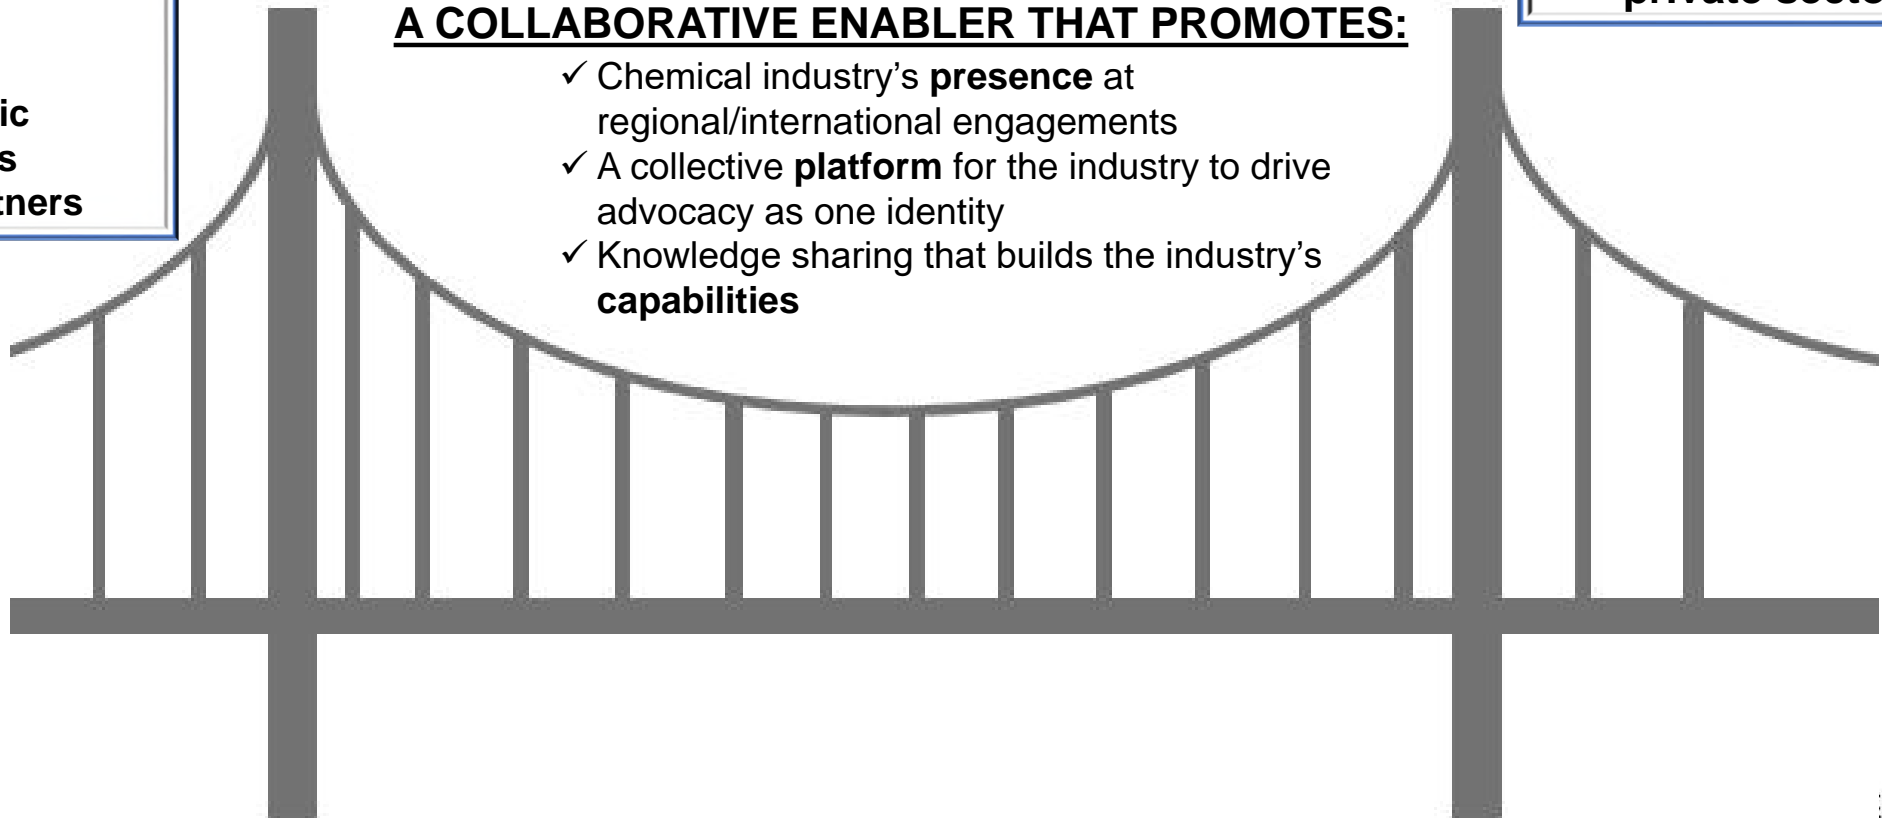 A COLLABORATIVE ENABLER THAT PROMOTES:
✓ Chemical industry’s presence at
regional/international engagements
✓ A collective platform for the industry to drive
advocacy as one identity
✓ Knowledge sharing that builds the industry’s
capabilities
private